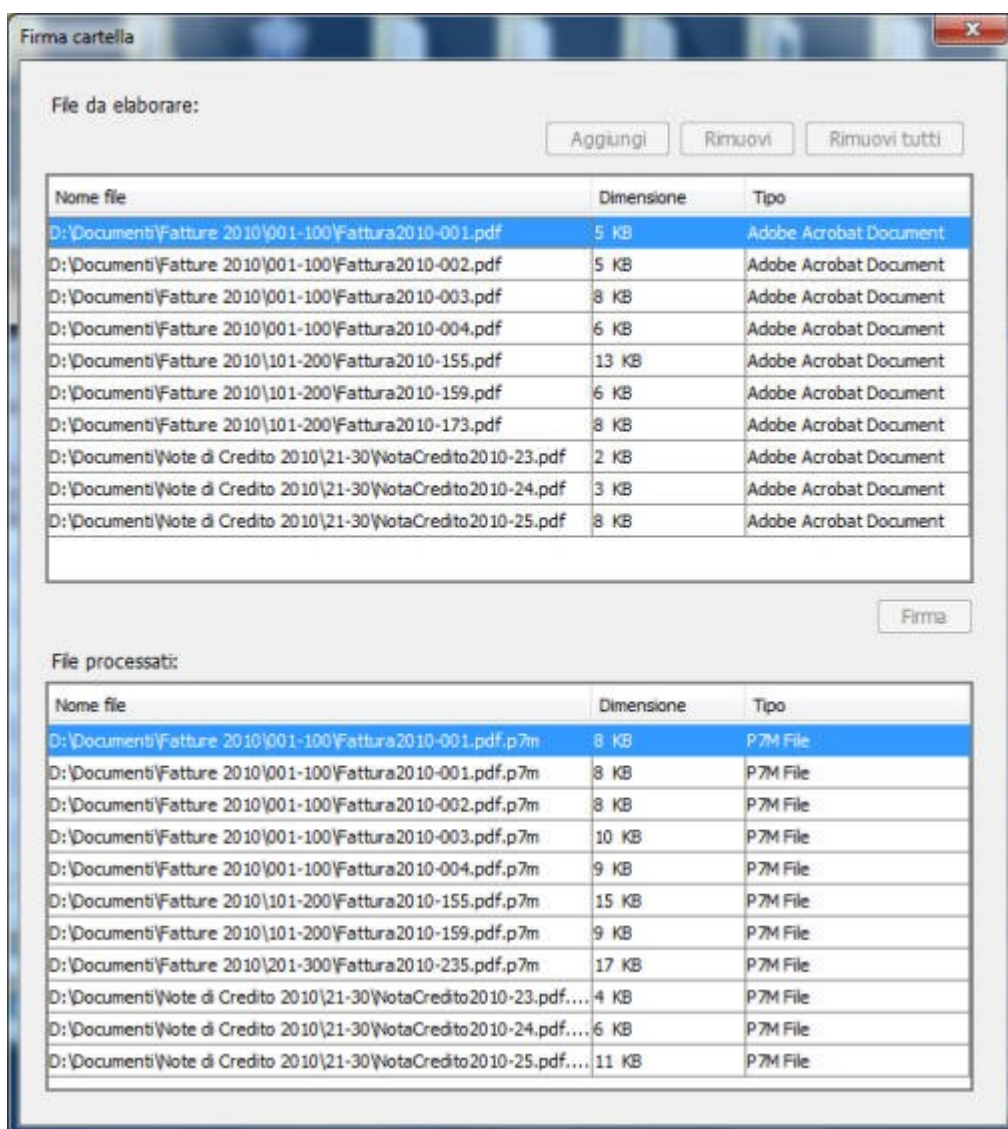 Firma cartella
File da elaborare:
Aggiungi Rimuovi Rimuovi tutti
Nome file Dimensione Tipo
D:\Documenti\Fatture 2010\001-100\Fattura2010-001.pdf 5 KB Adobe Acrobat Document
D:\Documenti\Fatture 2010\001-100\Fattura2010-002.pdf 5 KB Adobe Acrobat Document
D:\Documenti\Fatture 2010\001-100\Fattura2010-003.pdf 8 KB Adobe Acrobat Document
D:\Documenti\Fatture 2010\001-100\Fattura2010-004.pdf 6 KB Adobe Acrobat Document
D:\Documenti\Fatture 2010\101-200\Fattura2010-155.pdf 13 KB Adobe Acrobat Document
D:\Documenti\Fatture 2010\101-200\Fattura2010-159.pdf 6 KB Adobe Acrobat Document
D:\Documenti\Fatture 2010\101-200\Fattura2010-173.pdf 8 KB Adobe Acrobat Document
D:\Documenti\Note di Credito 2010\21-30\NotaCredito2010-23.pdf 2 KB Adobe Acrobat Document
D:\Documenti\Note di Credito 2010\21-30\NotaCredito2010-24.pdf 3 KB Adobe Acrobat Document
D:\Documenti\Note di Credito 2010\21-30\NotaCredito2010-25.pdf 8 KB Adobe Acrobat Document
Firma
File processati:
Nome file Dimensione Tipo
D:\Documenti\Fatture 2010\001-100\Fattura2010-001.pdf.p7m 8 KB P7M File
D:\Documenti\Fatture 2010\001-100\Fattura2010-001.pdf.p7m 8 KB P7M File
D:\Documenti\Fatture 2010\001-100\Fattura2010-002.pdf.p7m 8 KB P7M File
D:\Documenti\Fatture 2010\001-100\Fattura2010-003.pdf.p7m 10 KB P7M File
D:\Documenti\Fatture 2010\001-100\Fattura2010-004.pdf.p7m 9 KB P7M File
D:\Documenti\Fatture 2010\101-200\Fattura2010-155.pdf.p7m 15 KB P7M File
D:\Documenti\Fatture 2010\101-200\Fattura2010-159.pdf.p7m 9 KB P7M File
D:\Documenti\Fatture 2010\201-300\Fattura2010-235.pdf.p7m 17 KB P7M File
D:\Documenti\Note di Credito 2010\21-30\NotaCredito2010-23.pdf.... 4 KB P7M File
D:\Documenti\Note di Credito 2010\21-30\NotaCredito2010-24.pdf.... 6 KB P7M File
D:\Documenti\Note di Credito 2010\21-30\NotaCredito2010-25.pdf.... 11 KB P7M File